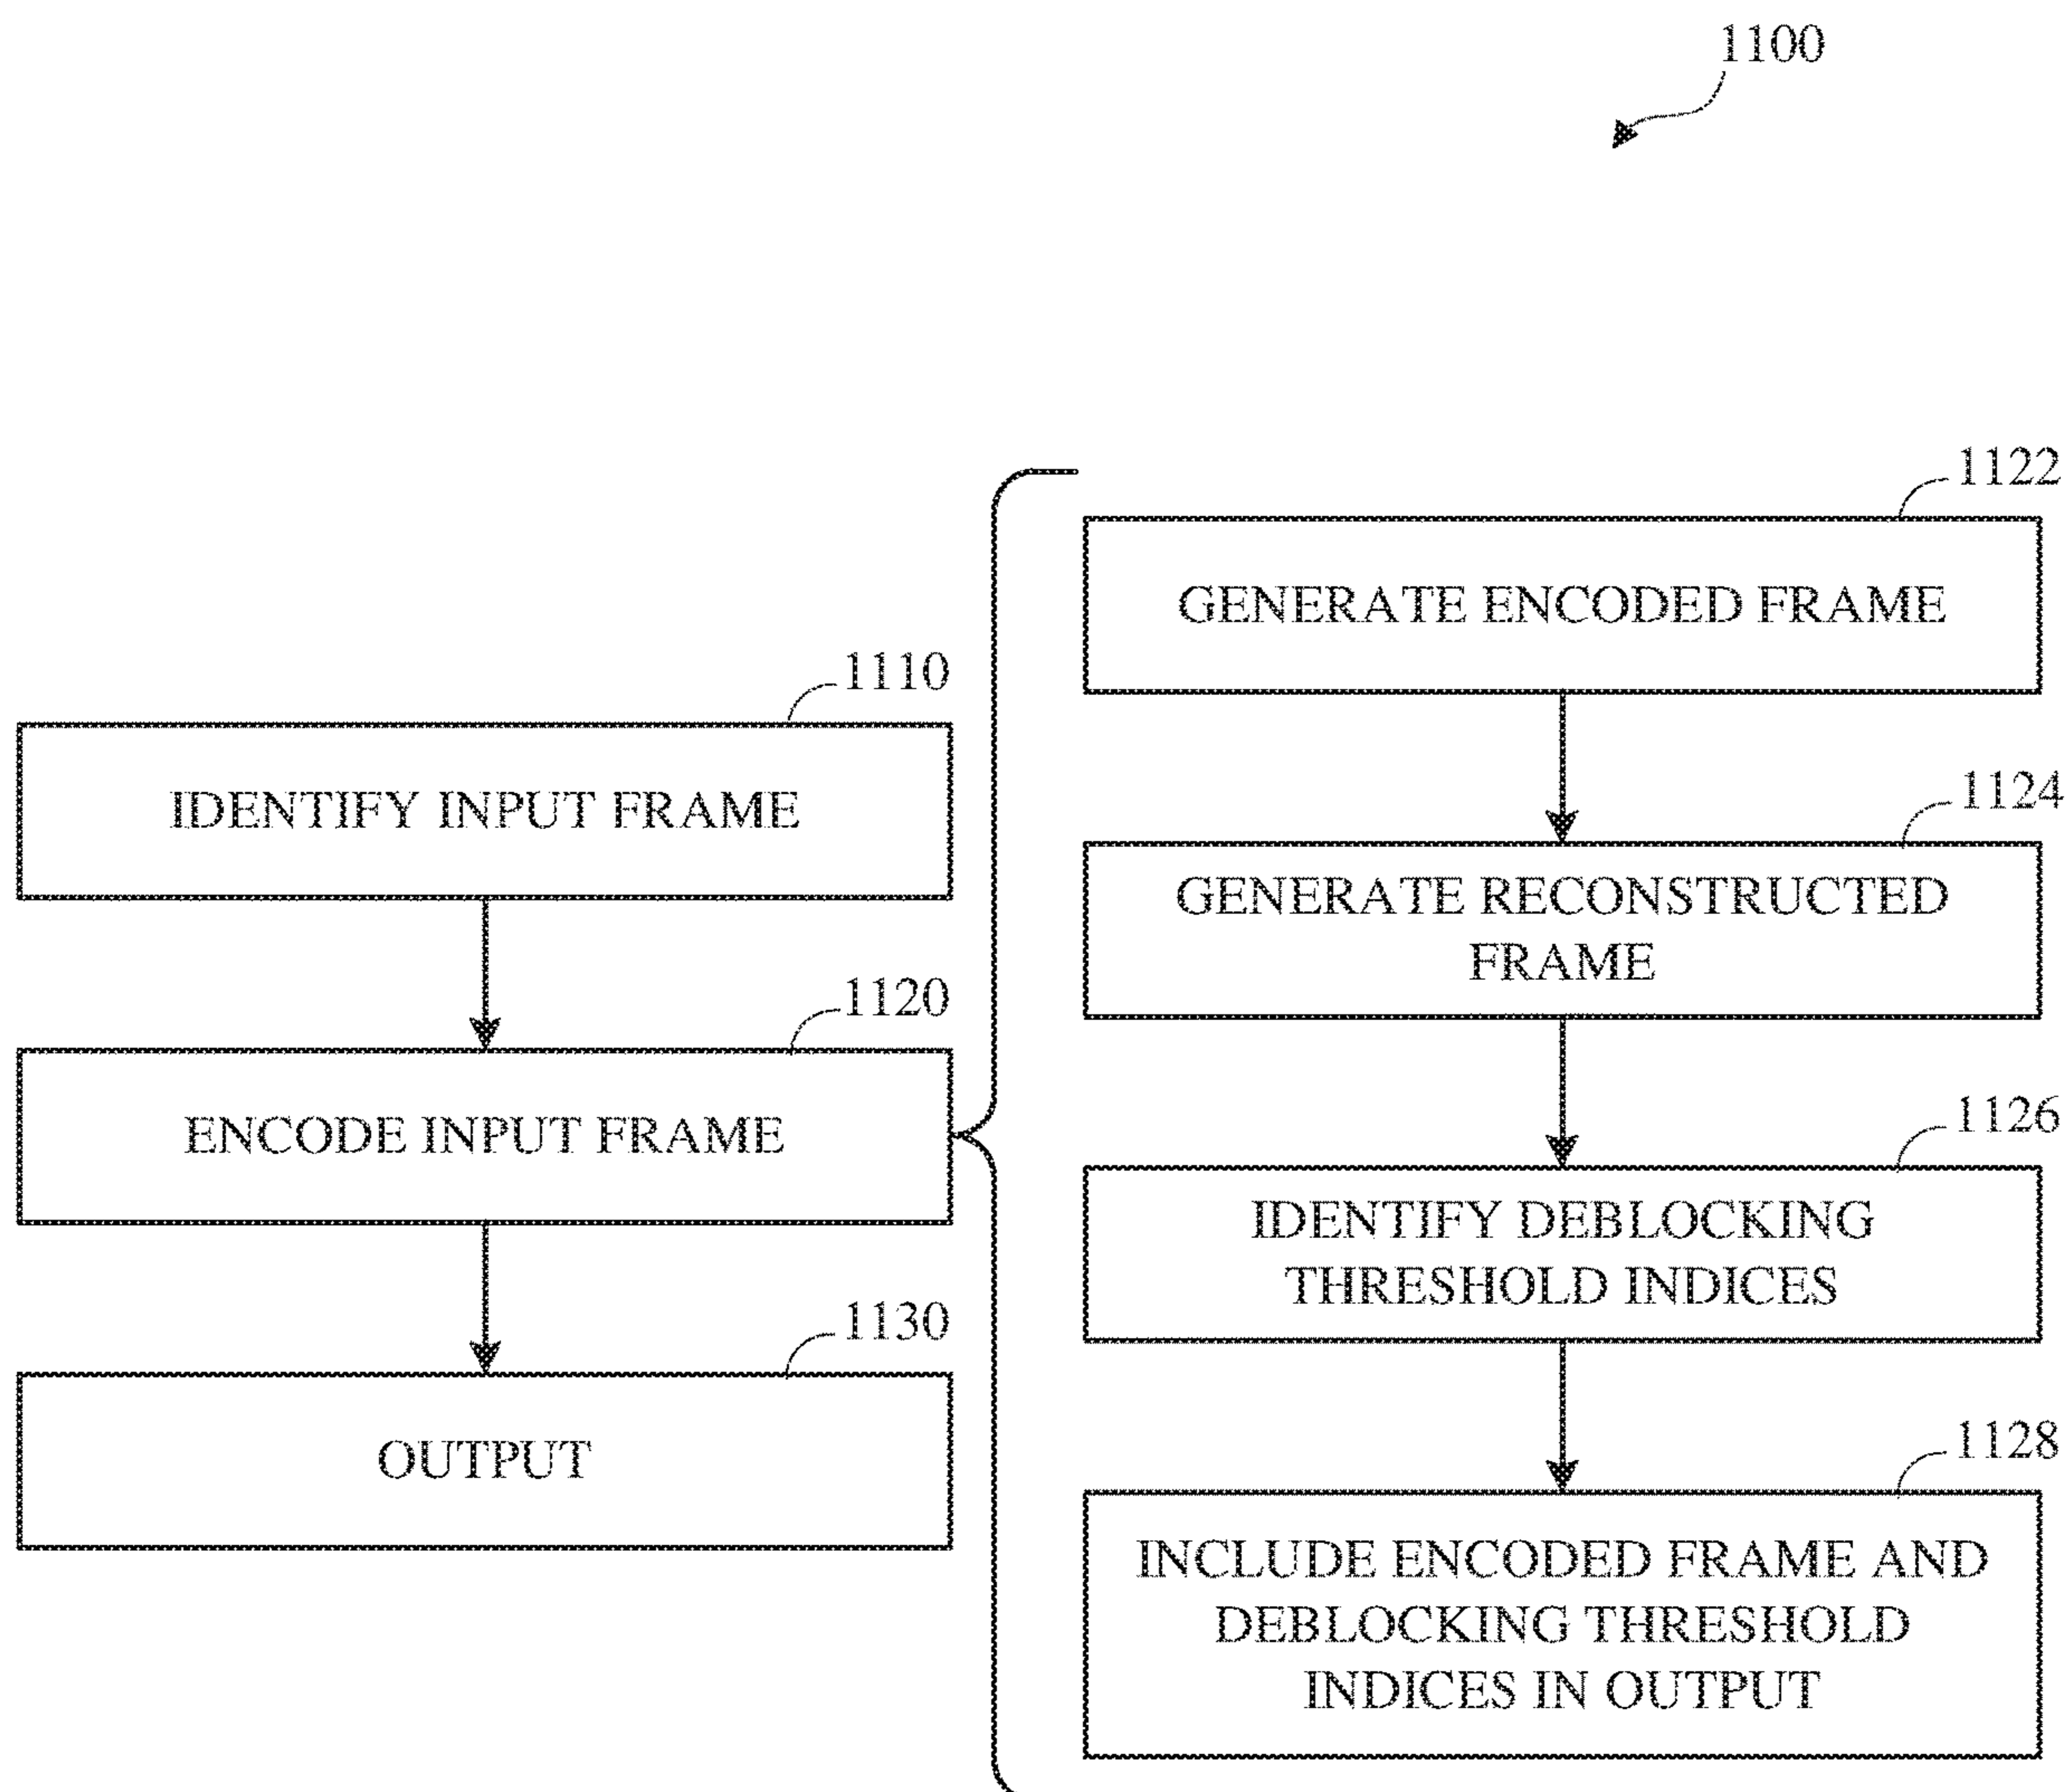 1100
1110
IDENTIFY INPUT FRAME
1120
ENCODE INPUT FRAME
1130
OUTPUT
1122
GENERATE ENCODED FRAME
1124
GENERATE RECONSTRUCTED
FRAME
1126
IDENTIFY DEBLOCKING
THRESHOLD INDICES
1128
INCLUDE ENCODED FRAME AND
DEBLOCKING THRESHOLD
INDICES IN OUTPUT